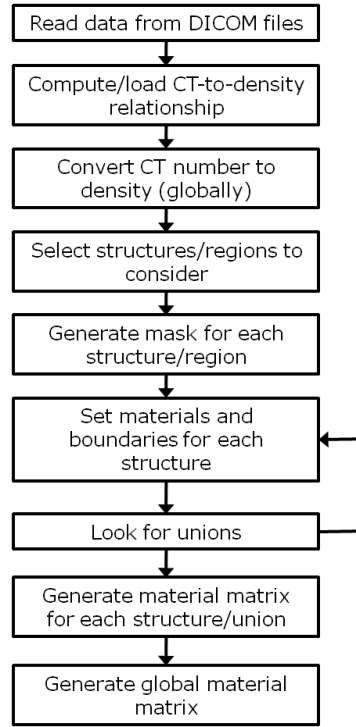 Read data from DICOM files
Compute/load CT-to-density
relationship
Convert CT number to
density (globally)
Select structures/regions to
consider
Generate mask for each
structure/region
Set materials and
boundaries for each
structure
Look for unions
Generate material matrix
for each structure/union
Generate global material
matrix